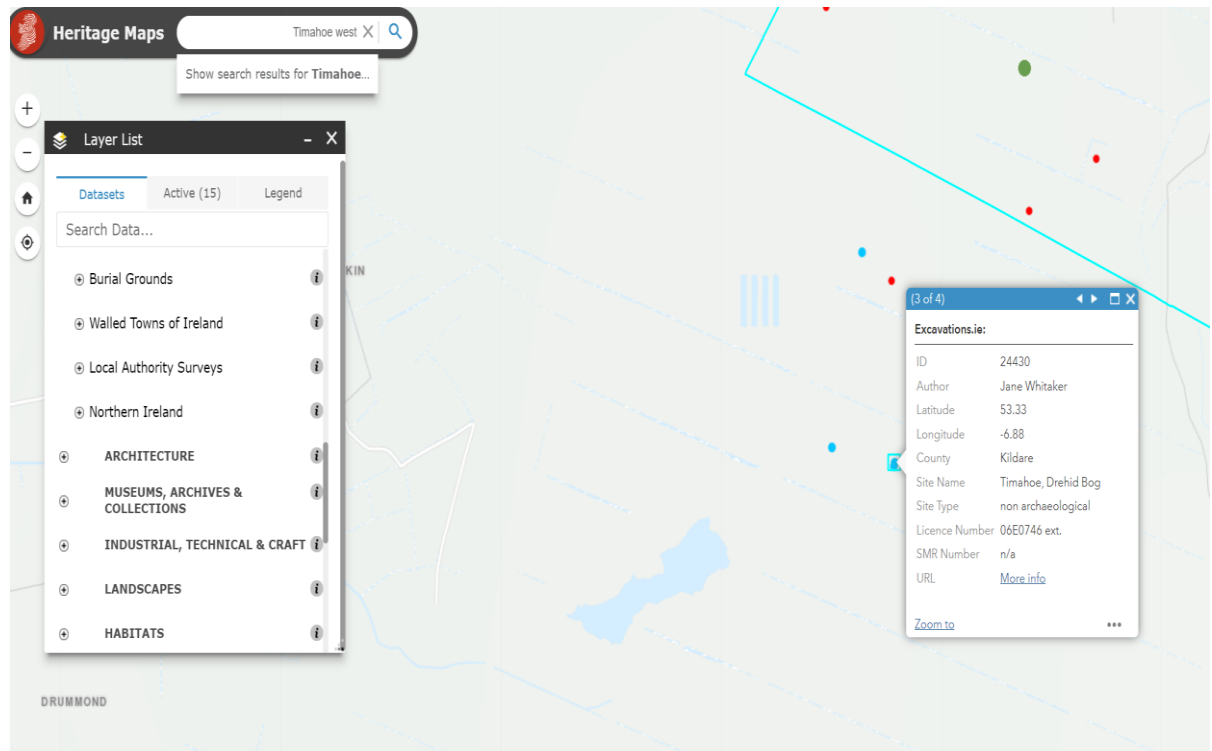 Heritage Maps
Timahoe west
Show search results for Timahoe...
Layer List
Datasets Active (15) Legend
Search Data...
Burial Grounds
Walled Towns of Ireland
Local Authority Surveys
Northern Ireland
ARCHITECTURE
MUSEUMS, ARCHIVES &
COLLECTIONS
INDUSTRIAL, TECHNICAL & CRAFT
LANDSCAPES
HABITATS
KIN
(3 of 4)
Excavations.ie:
ID 24430
Author Jane Whitaker
Latitude 53.33
Longitude -6.88
County Kildare
Site Name Timahoe, Drehid Bog
Site Type non archaeological
Licence Number 06E0746 ext.
SMR Number n/a
URL More info
Zoom to
DRUMMOND